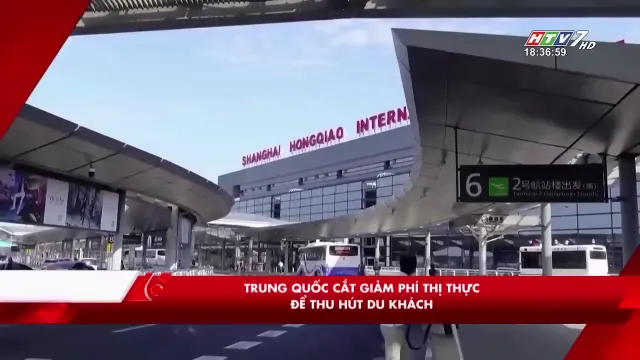 HTV7 HD
18:36:59
SHANGHAI HONGQIAO INTERN
6 2号航站楼出发(南)
TRUNG QUỐC CẮT GIẢM PHÍ THỊ THỰC
ĐỂ THU HÚT DU KHÁCH